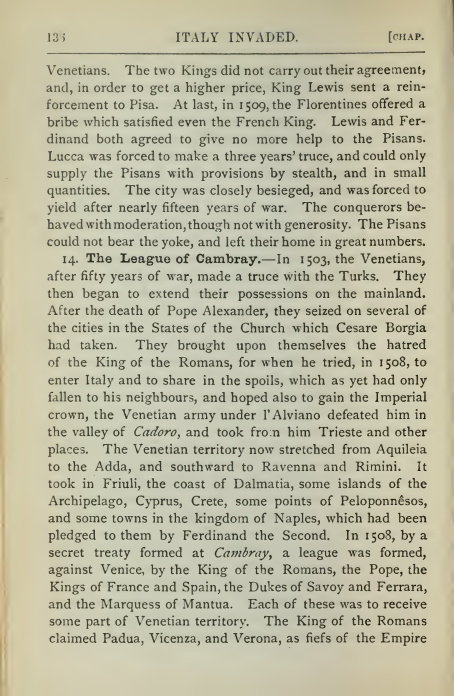 138 ITALY INVADED. [CHAP.
Venetians. The two Kings did not carry out their agreement,
and, in order to get a higher price, King Lewis sent a rein-
forcement to Pisa. At last, in 1509, the Florentines offered a
bribe which satisfied even the French King. Lewis and Fer-
dinand both agreed to give no more help to the Pisans.
Lucca was forced to make a three years' truce, and could only
supply the Pisans with provisions by stealth, and in small
quantities. The city was closely besieged, and was forced to
yield after nearly fifteen years of war. The conquerors be-
haved with moderation, though not with generosity. The Pisans
could not bear the yoke, and left their home in great numbers.
14. The League of Cambray.—In 1503, the Venetians,
after fifty years of war, made a truce with the Turks. They
then began to extend their possessions on the mainland.
After the death of Pope Alexander, they seized on several of
the cities in the States of the Church which Cesare Borgia
had taken. They brought upon themselves the hatred
of the King of the Romans, for when he tried, in 1508, to
enter Italy and to share in the spoils, which as yet had only
fallen to his neighbours, and hoped also to gain the Imperial
crown, the Venetian army under l'Alviano defeated him in
the valley of Cadoro, and took from him Trieste and other
places. The Venetian territory now stretched from Aquileia
to the Adda, and southward to Ravenna and Rimini. It
took in Friuli, the coast of Dalmatia, some islands of the
Archipelago, Cyprus, Crete, some points of Peloponnêsos,
and some towns in the kingdom of Naples, which had been
pledged to them by Ferdinand the Second. In 1508, by a
secret treaty formed at Cambray, a league was formed,
against Venice, by the King of the Romans, the Pope, the
Kings of France and Spain, the Dukes of Savoy and Ferrara,
and the Marquess of Mantua. Each of these was to receive
some part of Venetian territory. The King of the Romans
claimed Padua, Vicenza, and Verona, as fiefs of the Empire